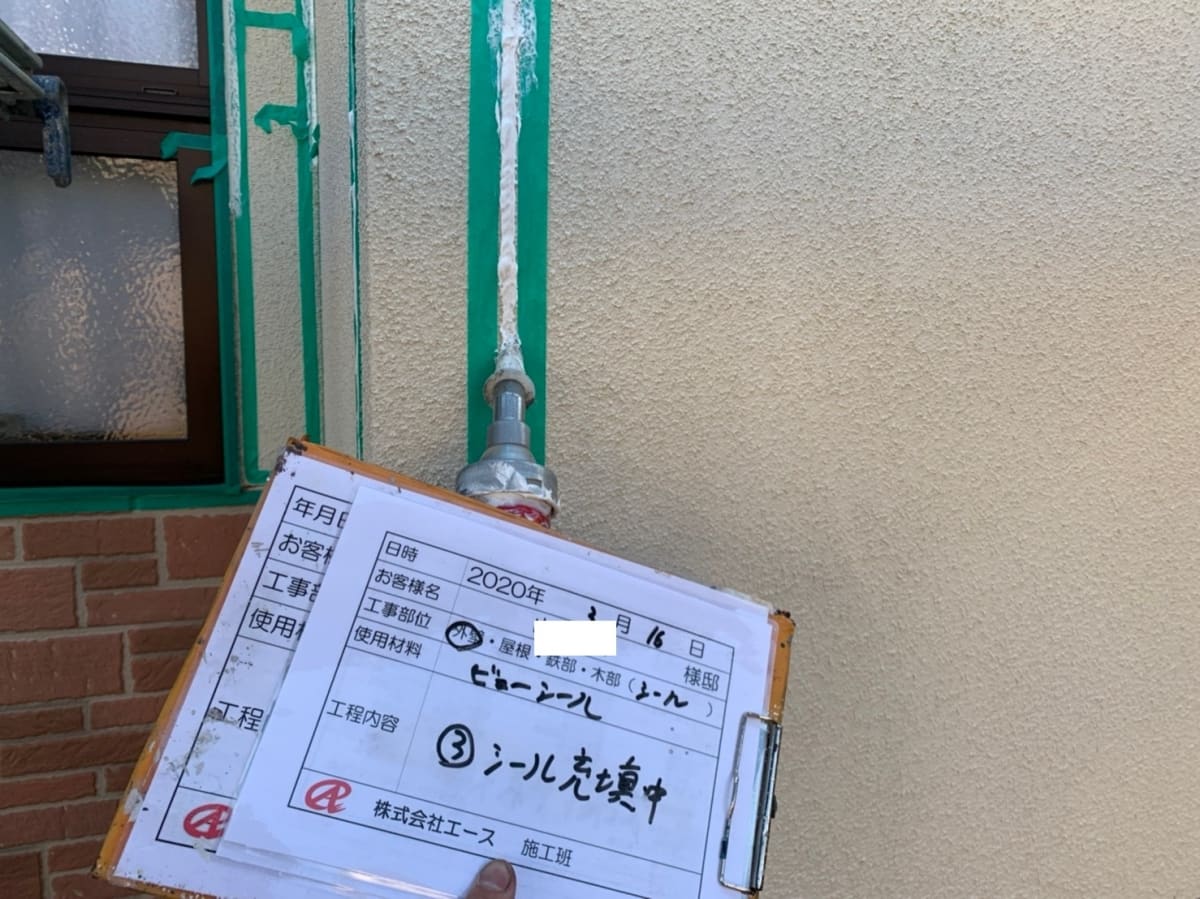 年月日
お客様
工事部
使用材
工程
日時 2020年 3月 16日
お客様名 様邸
工事部位 外壁・屋根・鉄部・木部(シール)
使用材料 ビューシール
工程内容 ③シール充填中
株式会社エース 施工班